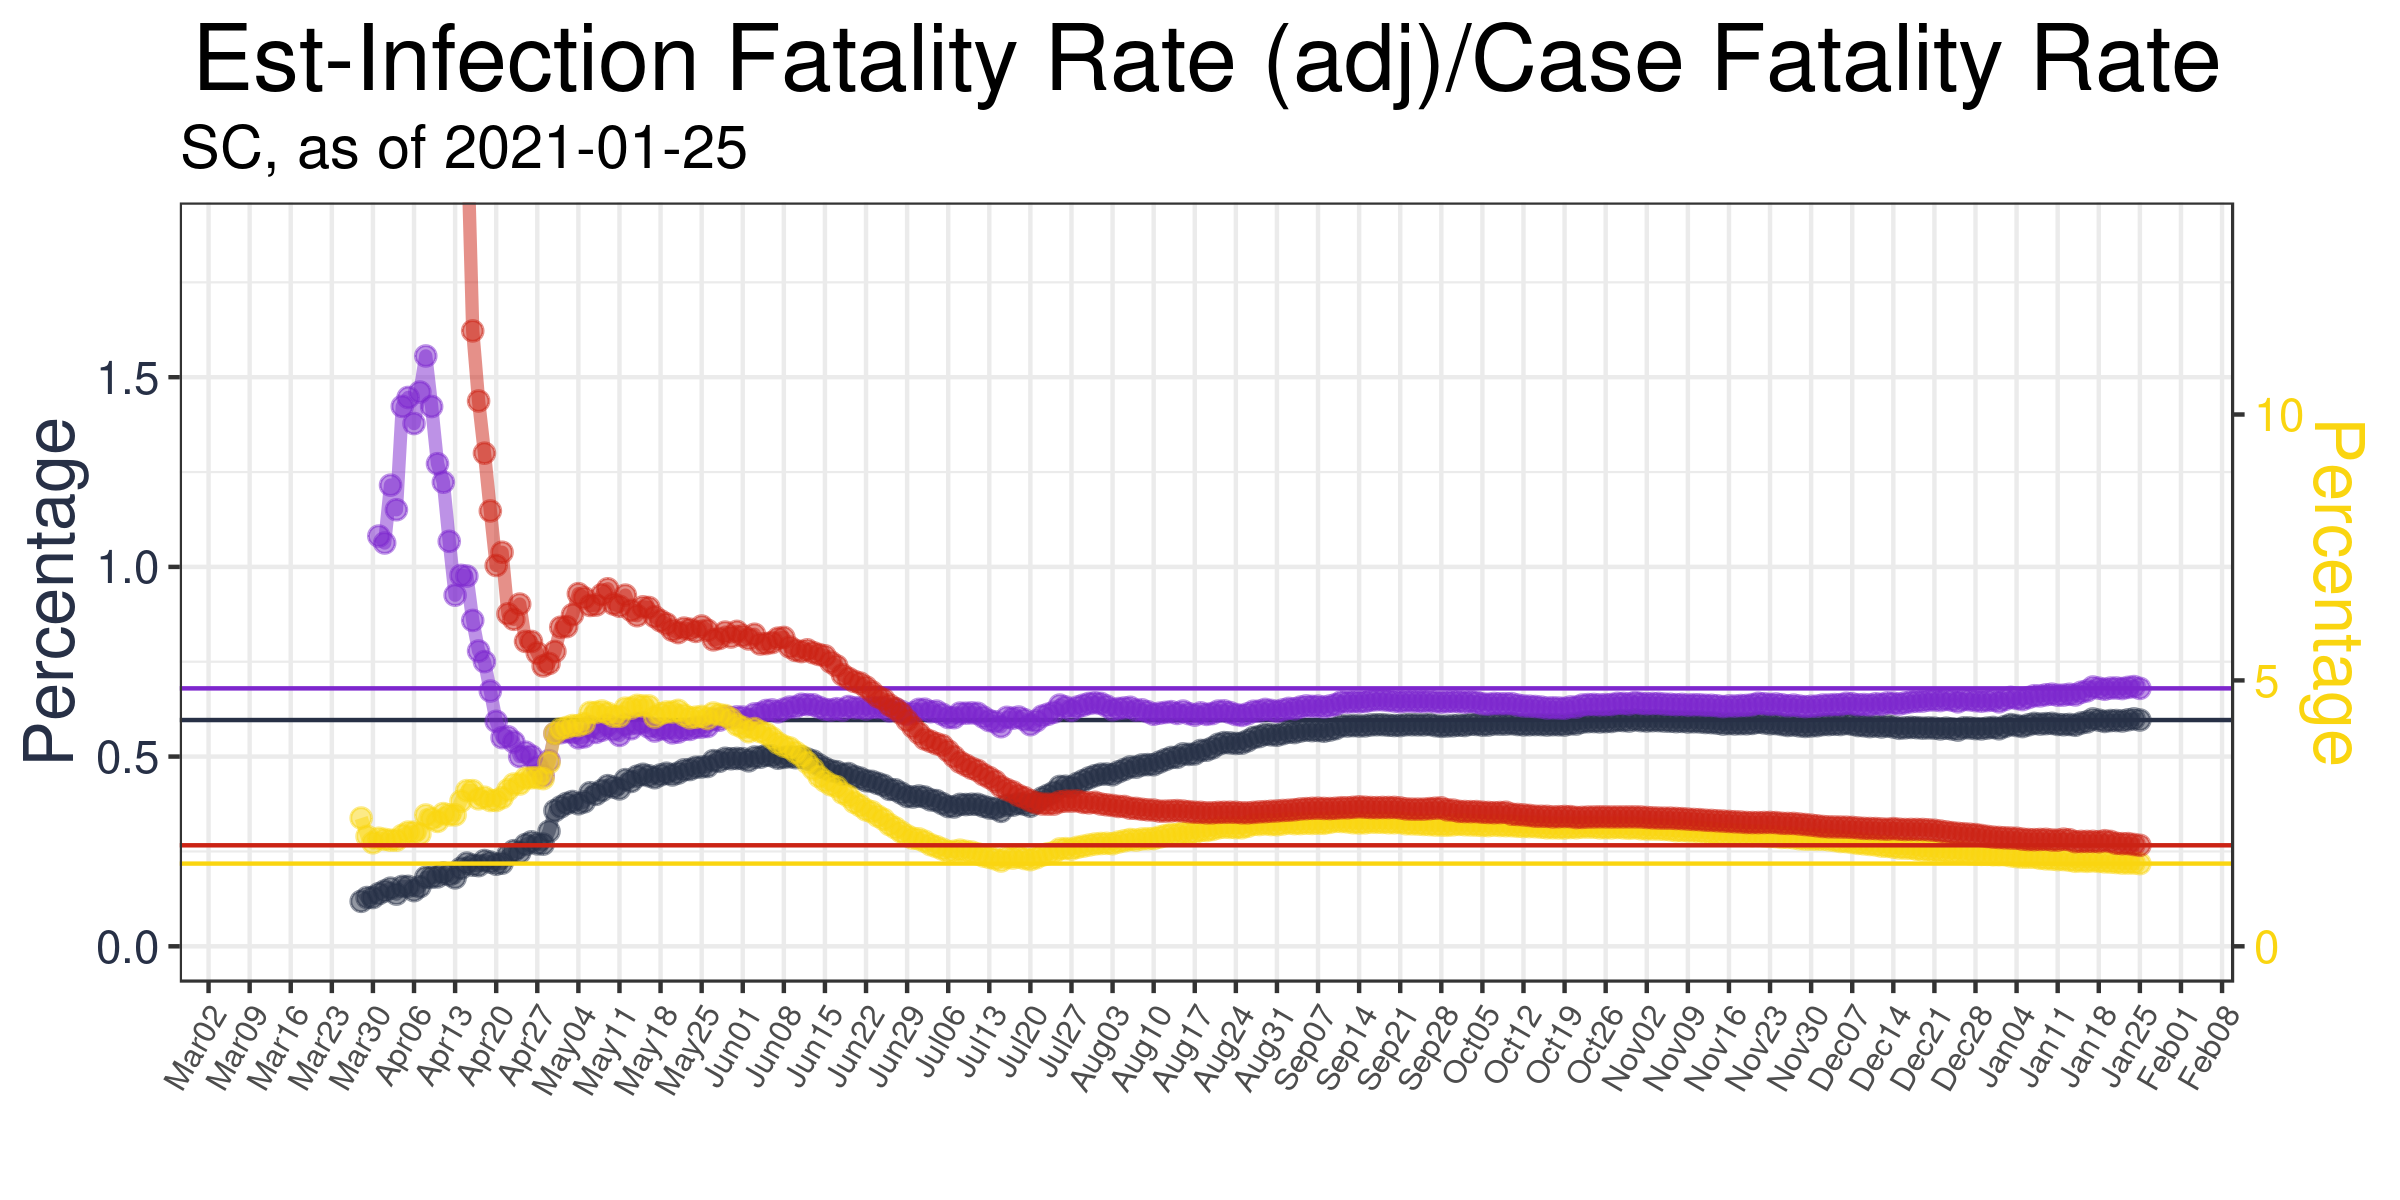 Est-Infection Fatality Rate (adj)/Case Fatality Rate
SC, as of 2021-01-25
Percentage
1.5
1.0
0.5
0.0
10
5
0
Percentage
Mar02
Mar09
Mar16
Mar23
Mar30
Apr06
Apr13
Apr20
Apr27
May04
May11
May18
May25
Jun01
Jun08
Jun15
Jun22
Jun29
Jul06
Jul13
Jul20
Jul27
Aug03
Aug10
Aug17
Aug24
Aug31
Sep07
Sep14
Sep21
Sep28
Oct05
Oct12
Oct19
Oct26
Nov02
Nov09
Nov16
Nov23
Nov30
Dec07
Dec14
Dec21
Dec28
Jan04
Jan11
Jan18
Jan25
Feb01
Feb08